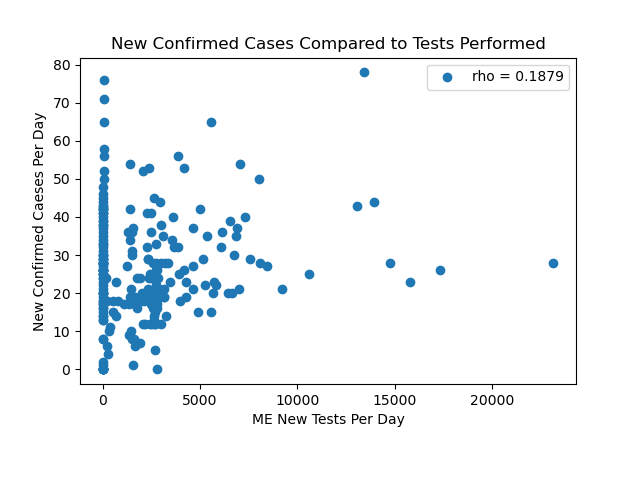 New Confirmed Cases Compared to Tests Performed
rho = 0.1879
80
70
60
50
40
30
20
10
0
New Confirmed Caeses Per Day
0 5000 10000 15000 20000
ME New Tests Per Day